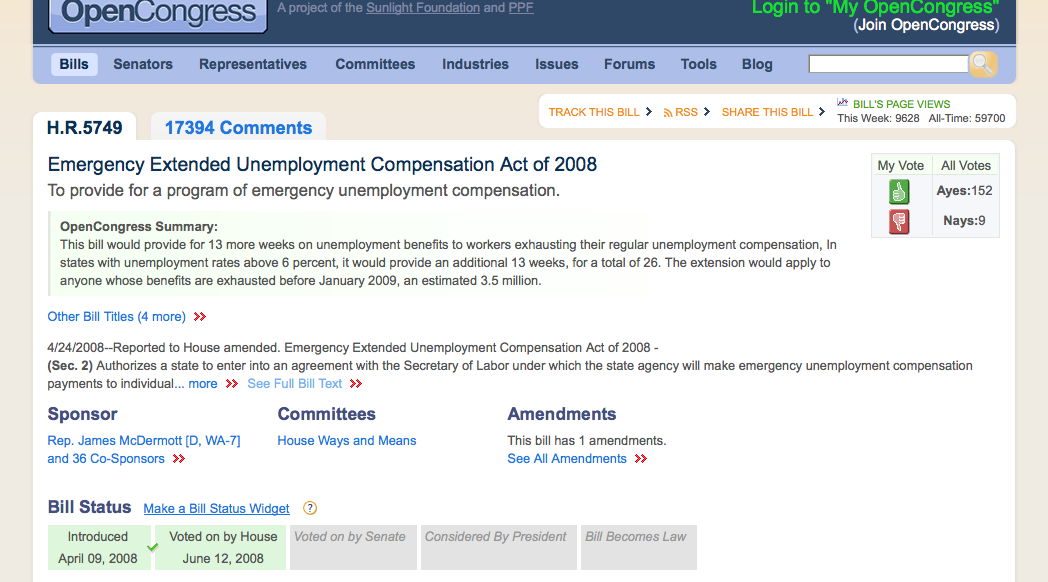 OpenCongress A project of the Sunlight Foundation and PPF
Login to "My OpenCongress"
(Join OpenCongress)
Bills Senators Representatives Committees Industries Issues Forums Tools Blog
TRACK THIS BILL RSS SHARE THIS BILL BILL'S PAGE VIEWS
This Week: 9628 All-Time: 59700
H.R.5749 17394 Comments
Emergency Extended Unemployment Compensation Act of 2008
To provide for a program of emergency unemployment compensation.
My Vote All Votes
Ayes:152
Nays:9
OpenCongress Summary:
This bill would provide for 13 more weeks on unemployment benefits to workers exhausting their regular unemployment compensation, In
states with unemployment rates above 6 percent, it would provide an additional 13 weeks, for a total of 26. The extension would apply to
anyone whose benefits are exhausted before January 2009, an estimated 3.5 million.
Other Bill Titles (4 more)
4/24/2008--Reported to House amended. Emergency Extended Unemployment Compensation Act of 2008 -
(Sec. 2) Authorizes a state to enter into an agreement with the Secretary of Labor under which the state agency will make emergency unemployment compensation
payments to individual... more See Full Bill Text
Sponsor
Rep. James McDermott [D, WA-7]
and 36 Co-Sponsors
Committees
House Ways and Means
Amendments
This bill has 1 amendments.
See All Amendments
Bill Status Make a Bill Status Widget ?
Introduced
April 09, 2008
Voted on by House
June 12, 2008
Voted on by Senate
Considered By President
Bill Becomes Law